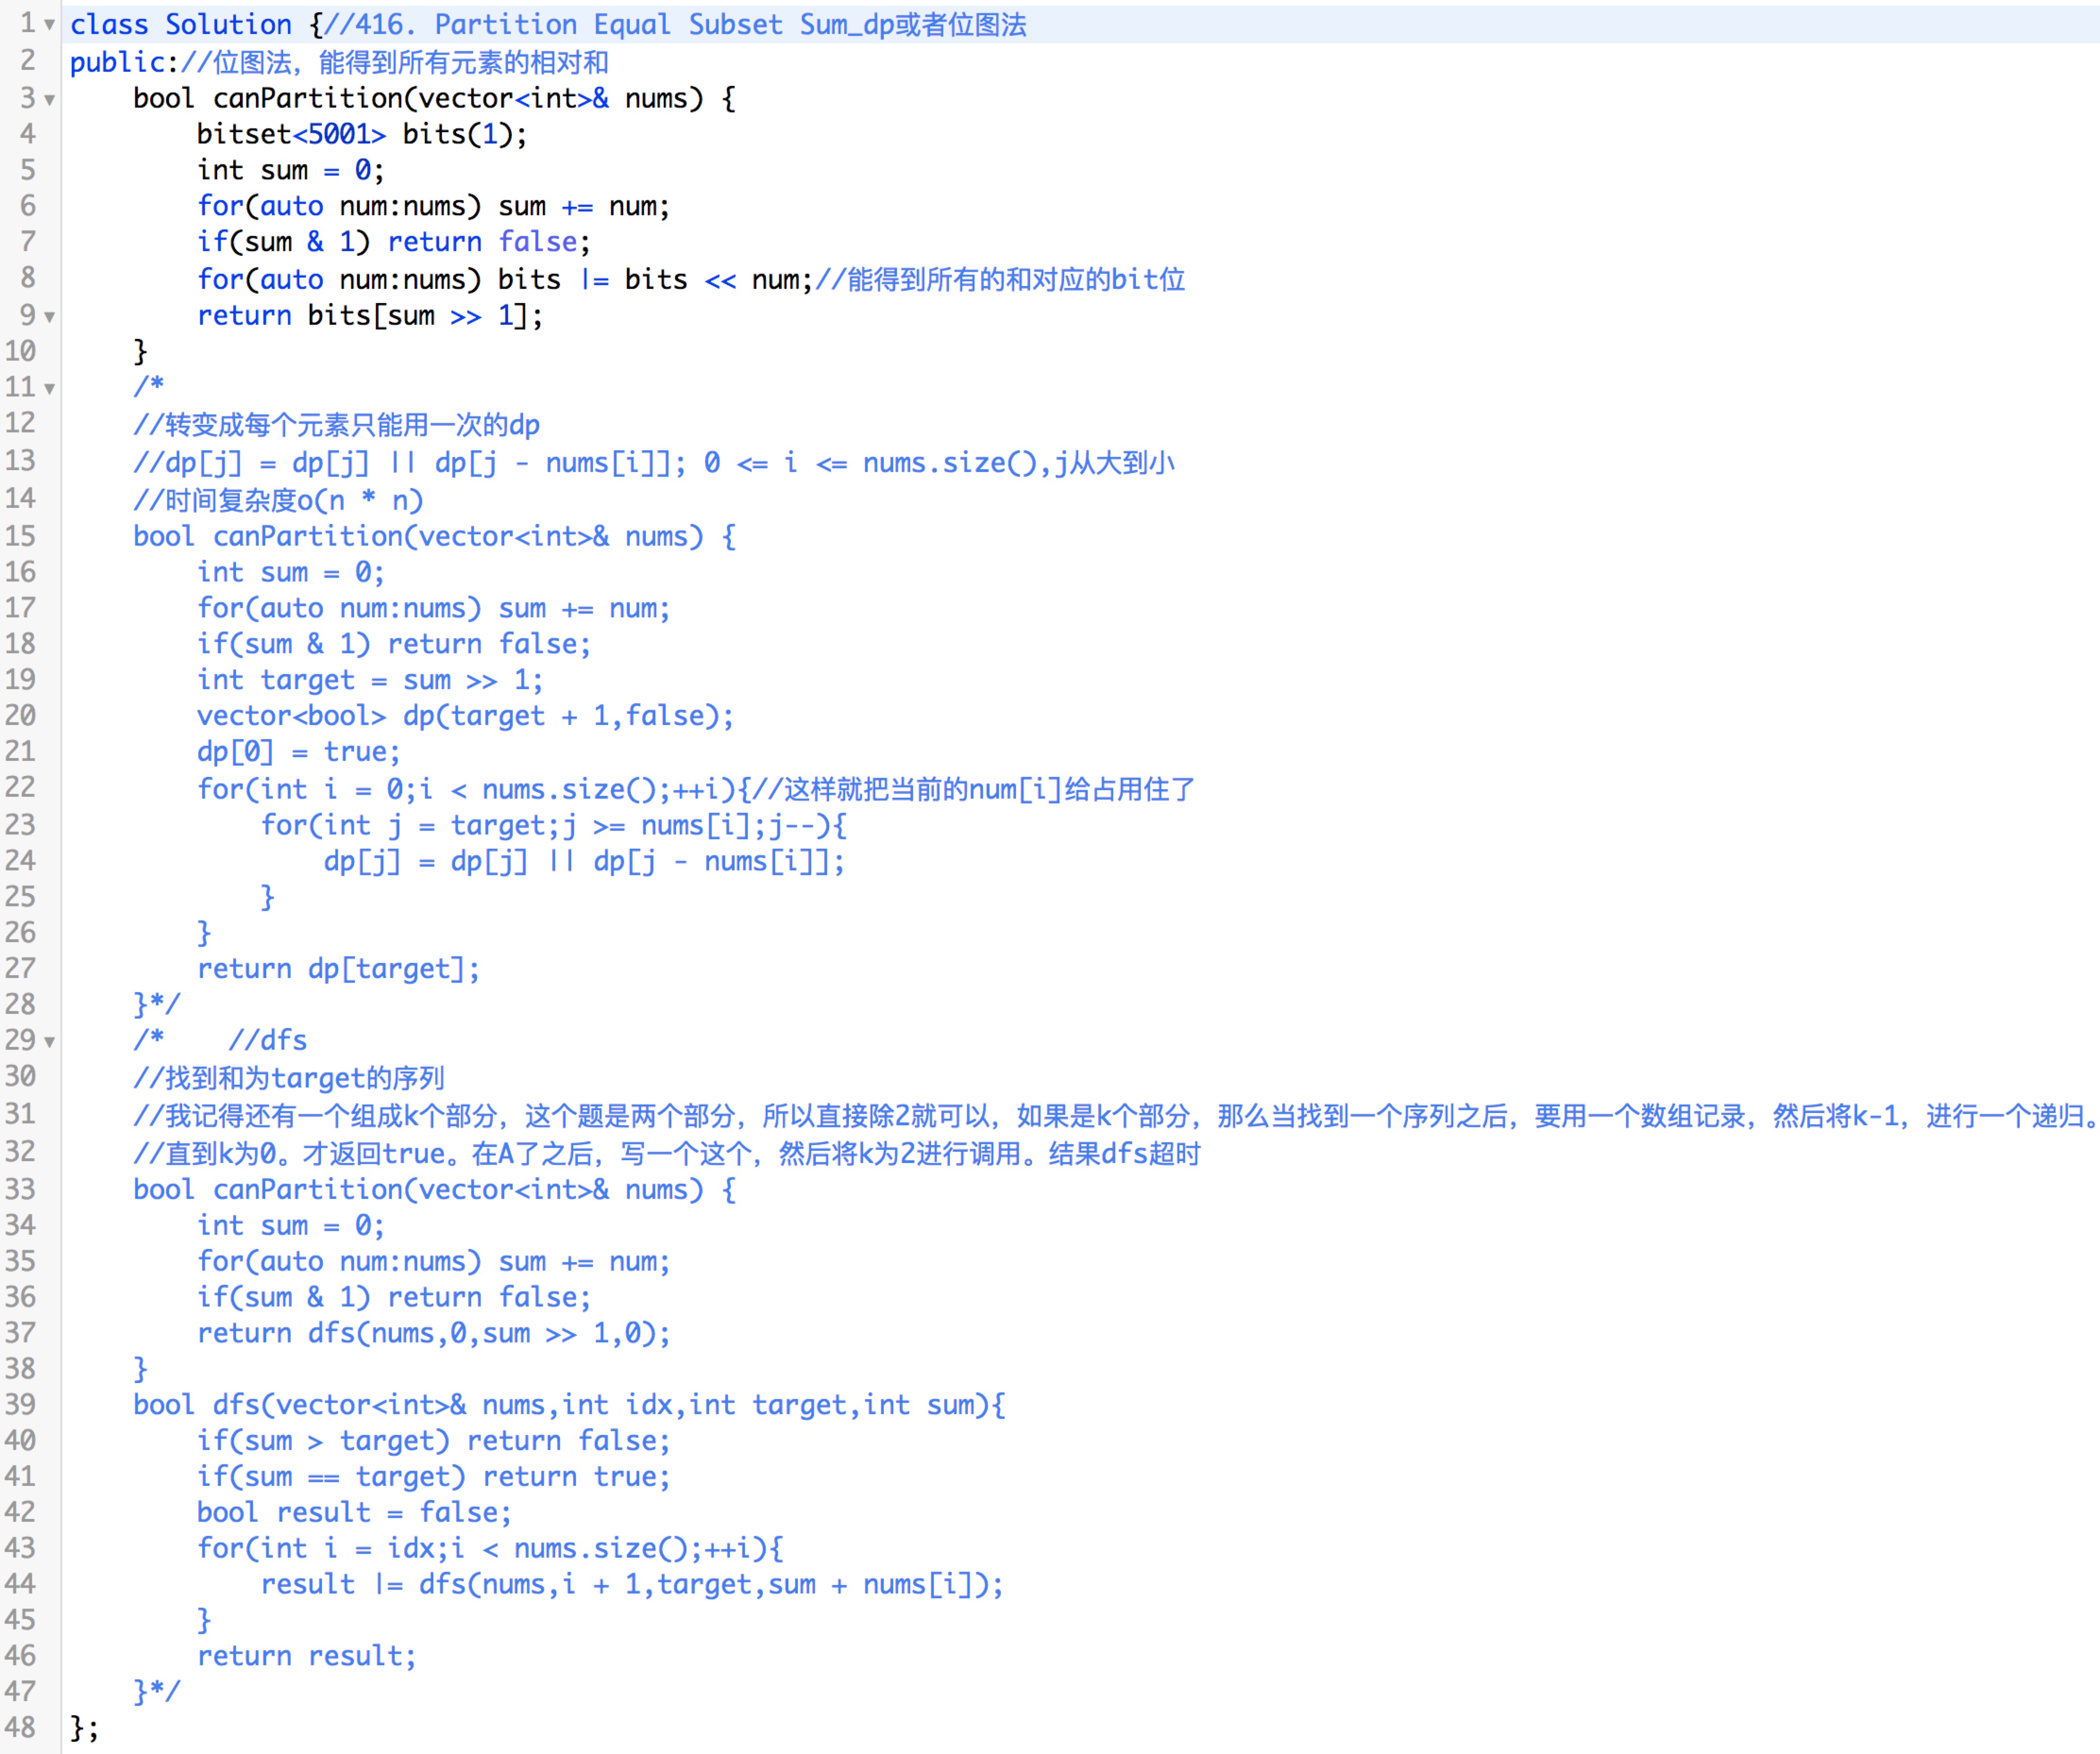 1 class Solution {//416. Partition Equal Subset Sum_dp或者位图法
2 public://位图法，能得到所有元素的相对和
3     bool canPartition(vector<int>& nums) {
4         bitset<5001> bits(1);
5         int sum = 0;
6         for(auto num:nums) sum += num;
7         if(sum & 1) return false;
8         for(auto num:nums) bits |= bits << num;//能得到所有的和对应的bit位
9         return bits[sum >> 1];
10     }
11     /*
12     //转变成每个元素只能用一次的dp
13     //dp[j] = dp[j] || dp[j - nums[i]]; 0 <= i <= nums.size(),j从大到小
14     //时间复杂度o(n * n)
15     bool canPartition(vector<int>& nums) {
16         int sum = 0;
17         for(auto num:nums) sum += num;
18         if(sum & 1) return false;
19         int target = sum >> 1;
20         vector<bool> dp(target + 1,false);
21         dp[0] = true;
22         for(int i = 0;i < nums.size();++i){//这样就把当前的num[i]给占用住了
23             for(int j = target;j >= nums[i];j--){
24                 dp[j] = dp[j] || dp[j - nums[i]];
25             }
26         }
27         return dp[target];
28     }*/
29     /*    //dfs
30     //找到和为target的序列
31     //我记得还有一个组成k个部分，这个题是两个部分，所以直接除2就可以，如果是k个部分，那么当找到一个序列之后，要用一个数组记录，然后将k-1，进行一个递归。
32     //直到k为0。才返回true。在A了之后，写一个这个，然后将k为2进行调用。结果dfs超时
33     bool canPartition(vector<int>& nums) {
34         int sum = 0;
35         for(auto num:nums) sum += num;
36         if(sum & 1) return false;
37         return dfs(nums,0,sum >> 1,0);
38     }
39     bool dfs(vector<int>& nums,int idx,int target,int sum){
40         if(sum > target) return false;
41         if(sum == target) return true;
42         bool result = false;
43         for(int i = idx;i < nums.size();++i){
44             result |= dfs(nums,i + 1,target,sum + nums[i]);
45         }
46         return result;
47     }*/
48 };